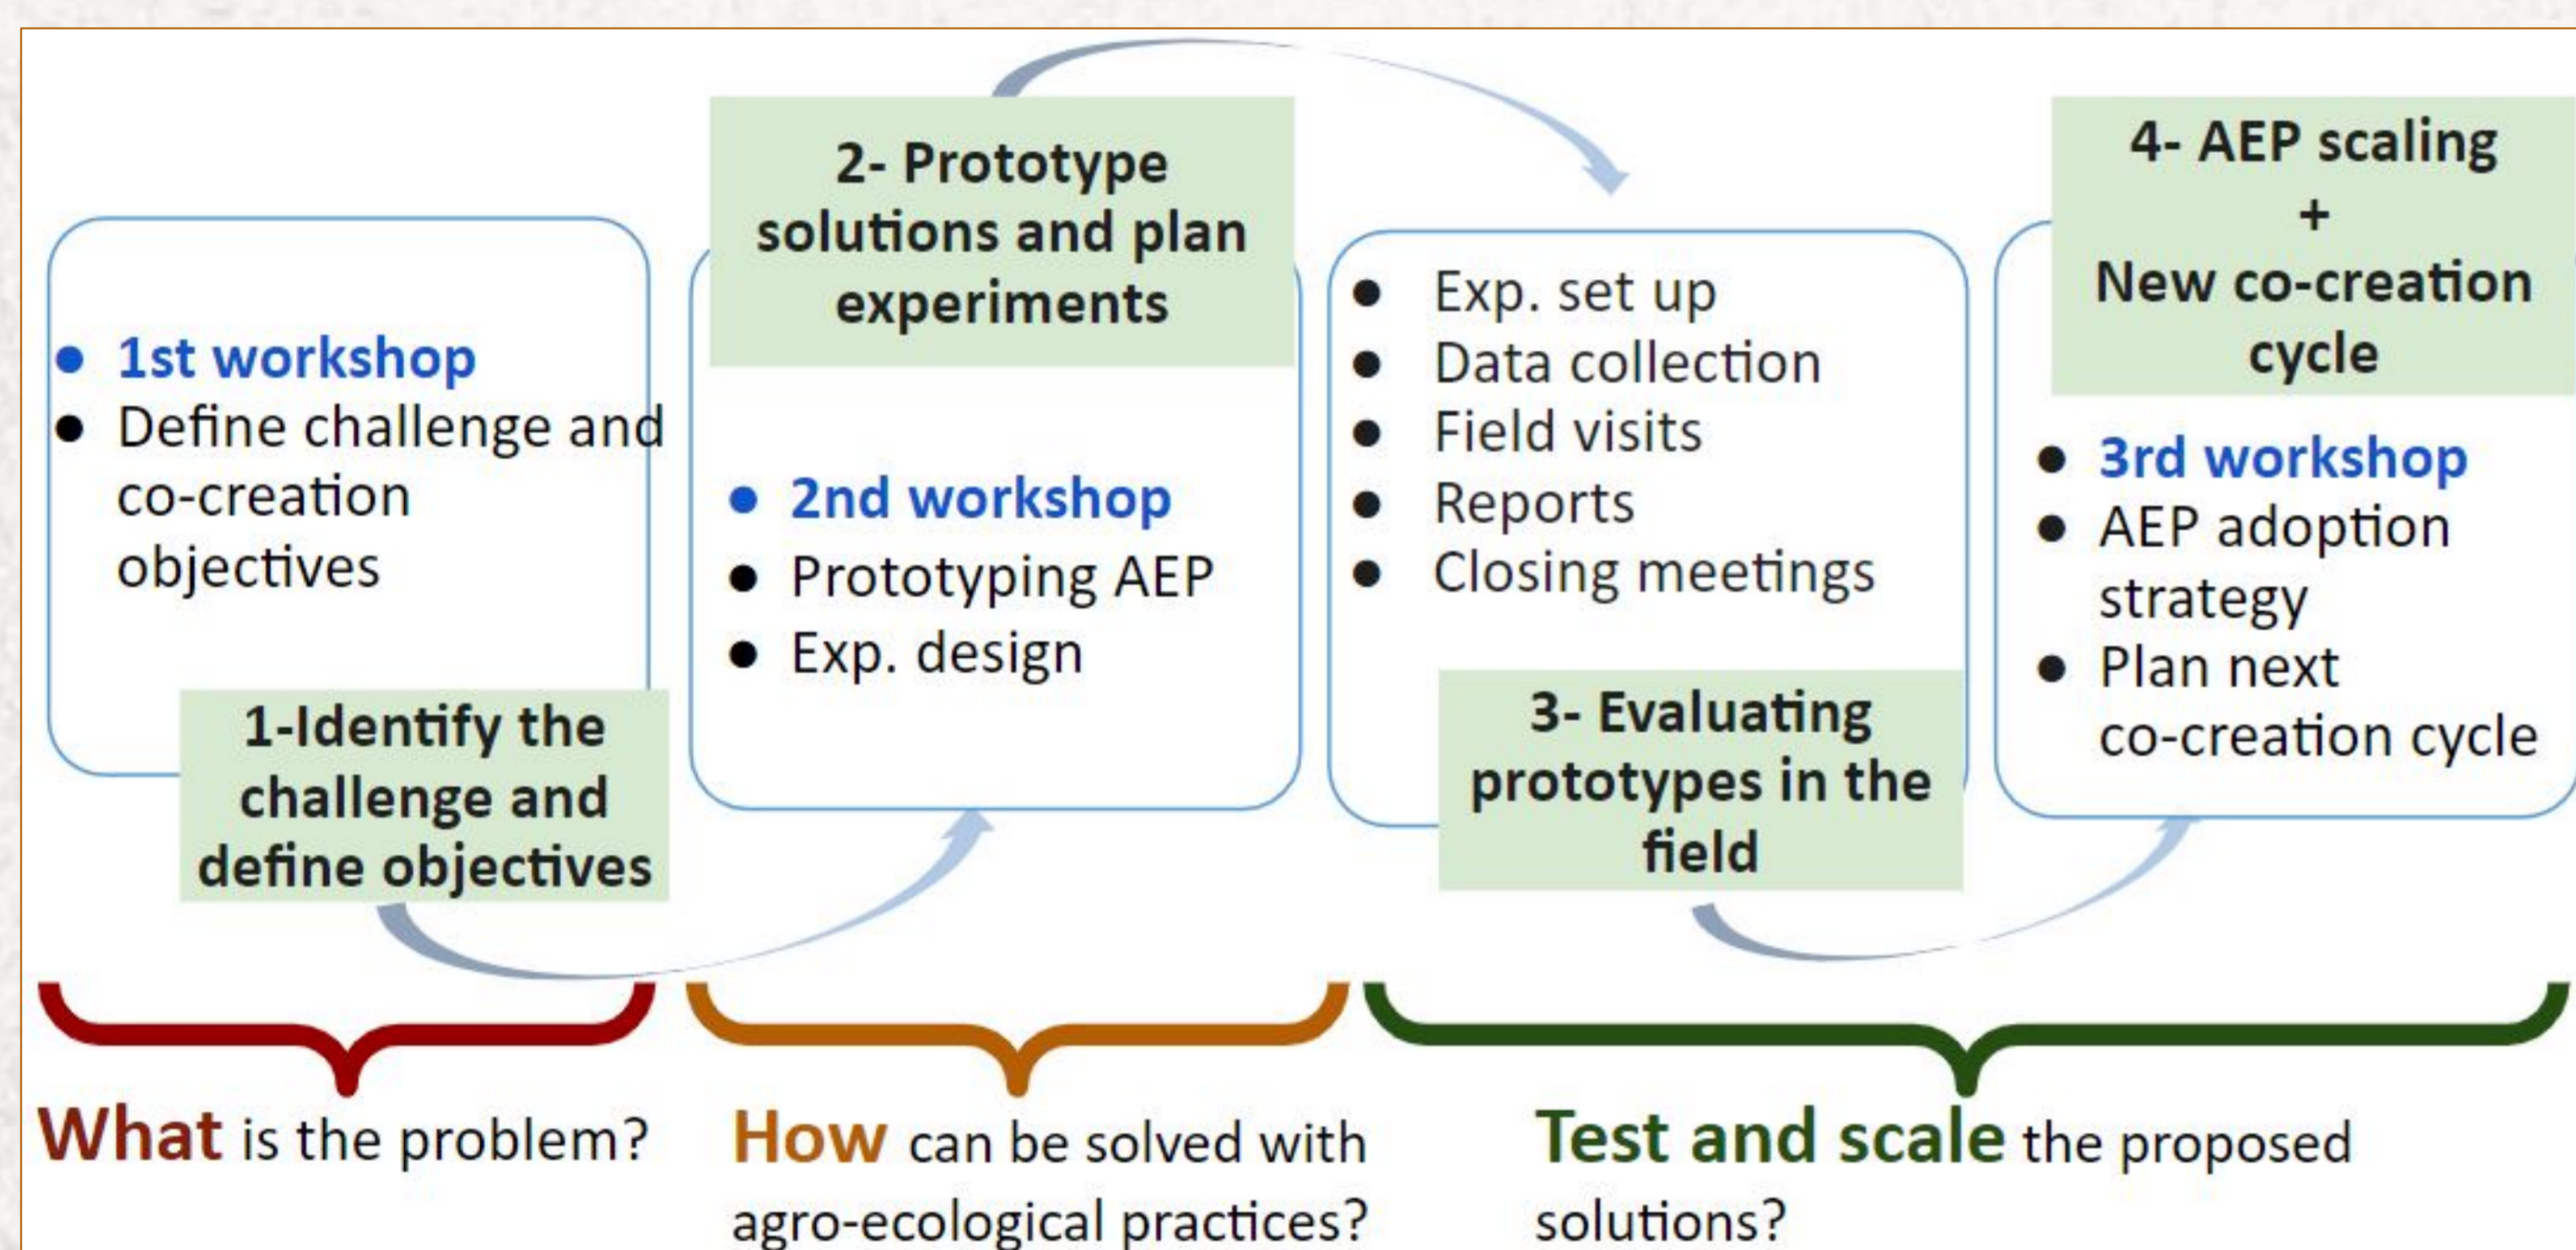 1st workshop
Define challenge and
co-creation
objectives
1-Identify the
challenge and
define objectives
2- Prototype
solutions and plan
experiments
2nd workshop
Prototyping AEP
Exp. design
Exp. set up
Data collection
Field visits
Reports
Closing meetings
3- Evaluating
prototypes in the
field
4- AEP scaling
+
New co-creation
cycle
3rd workshop
AEP adoption
strategy
Plan next
co-creation cycle
What is the problem?
How can be solved with
agro-ecological practices?
Test and scale the proposed
solutions?